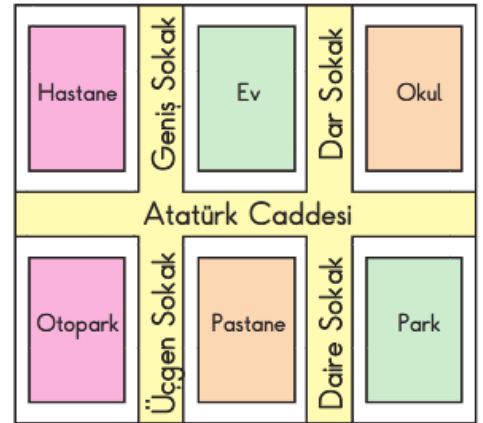 Hastane
Geniş Sokak
Ev
Dar Sokak
Okul
Atatürk Caddesi
Otopark
Üçgen Sokak
Pastane
Daire Sokak
Park